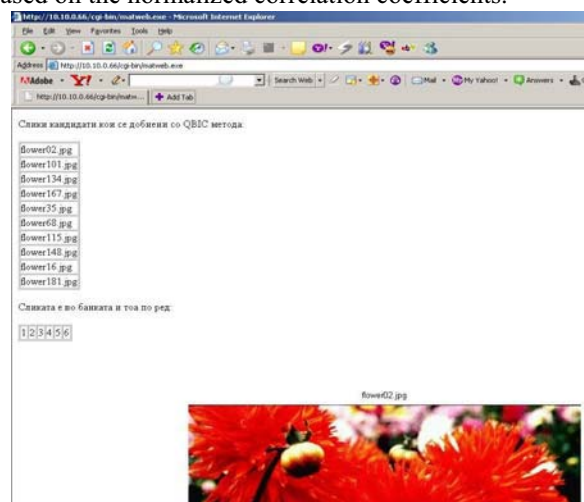 ased on the normalized correlation coefficients.
http://10.10.0.66/cgi-bin/matweb.exe - Microsoft Internet Explorer
File Edit View Favorites Tools Help
Address http://10.10.0.66/cgi-bin/matweb.exe
Adobe Y! Search Web Mail My Yahoo! Answers
http://10.10.0.66/cgi-bin/matw... Add Tab
Слики кандидати кои се добиени со QBIC метода:
flower02.jpg
flower101.jpg
flower134.jpg
flower167.jpg
flower35.jpg
flower68.jpg
flower115.jpg
flower148.jpg
flower16.jpg
flower181.jpg
Сликата е во банката и тоа по ред:
1 2 3 4 5 6
flower02.jpg